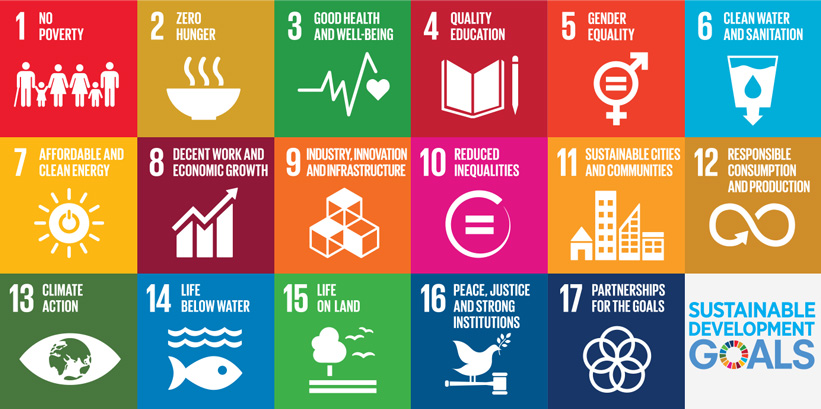 1 NO
POVERTY
2 ZERO
HUNGER
3 GOOD HEALTH
AND WELL-BEING
4 QUALITY
EDUCATION
5 GENDER
EQUALITY
6 CLEAN WATER
AND SANITATION
7 AFFORDABLE AND
CLEAN ENERGY
8 DECENT WORK AND
ECONOMIC GROWTH
9 INDUSTRY, INNOVATION
AND INFRASTRUCTURE
10 REDUCED
INEQUALITIES
11 SUSTAINABLE CITIES
AND COMMUNITIES
12 RESPONSIBLE
CONSUMPTION
AND PRODUCTION
13 CLIMATE
ACTION
14 LIFE
BELOW WATER
15 LIFE
ON LAND
16 PEACE, JUSTICE
AND STRONG
INSTITUTIONS
17 PARTNERSHIPS
FOR THE GOALS
SUSTAINABLE
DEVELOPMENT
GOALS